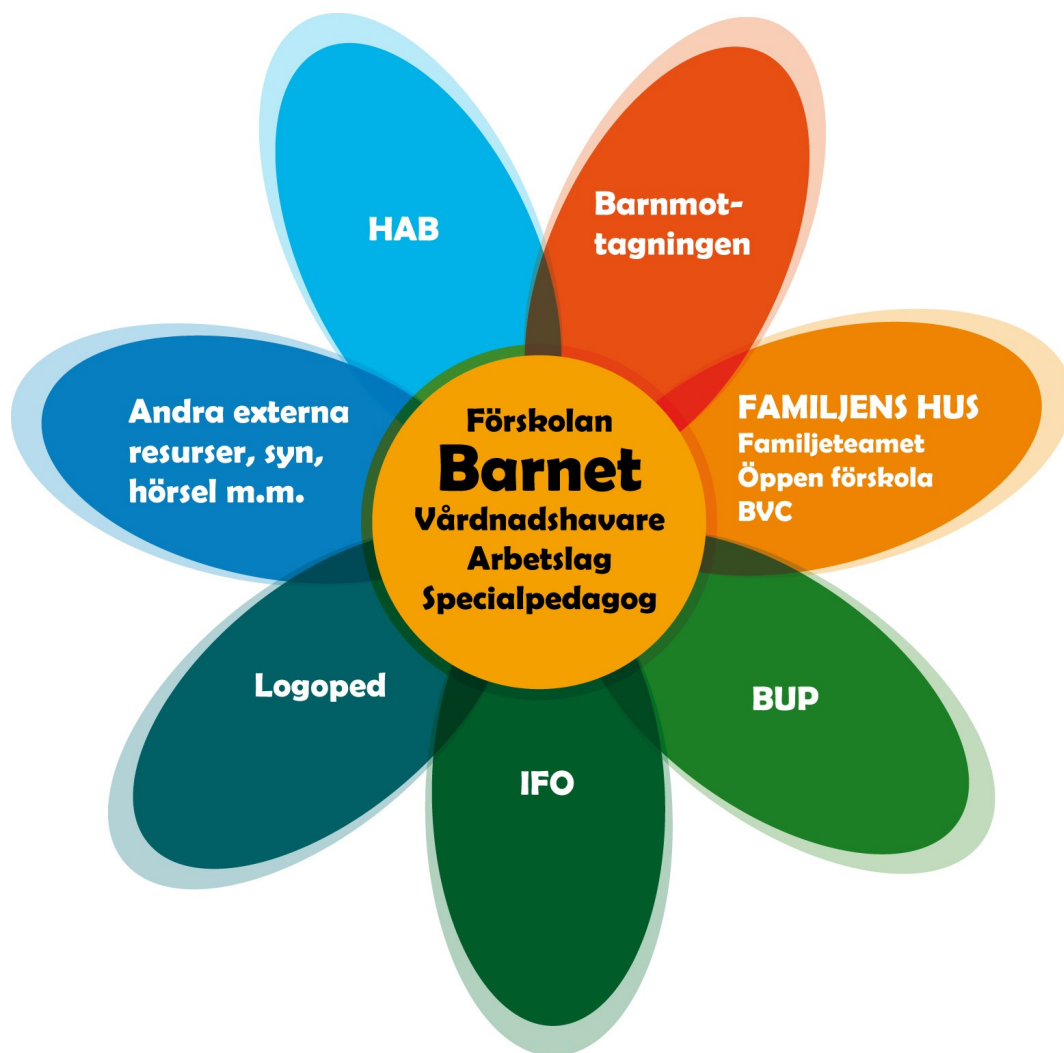 HAB
Barnmot-
tagningen
Andra externa
resurser, syn,
hörsel m.m.
Förskolan
Barnet
Vårdnadshavare
Arbetslag
Specialpedagog
FAMILJENS HUS
Familjeteamet
Öppen förskola
BVC
Logoped
IFO
BUP